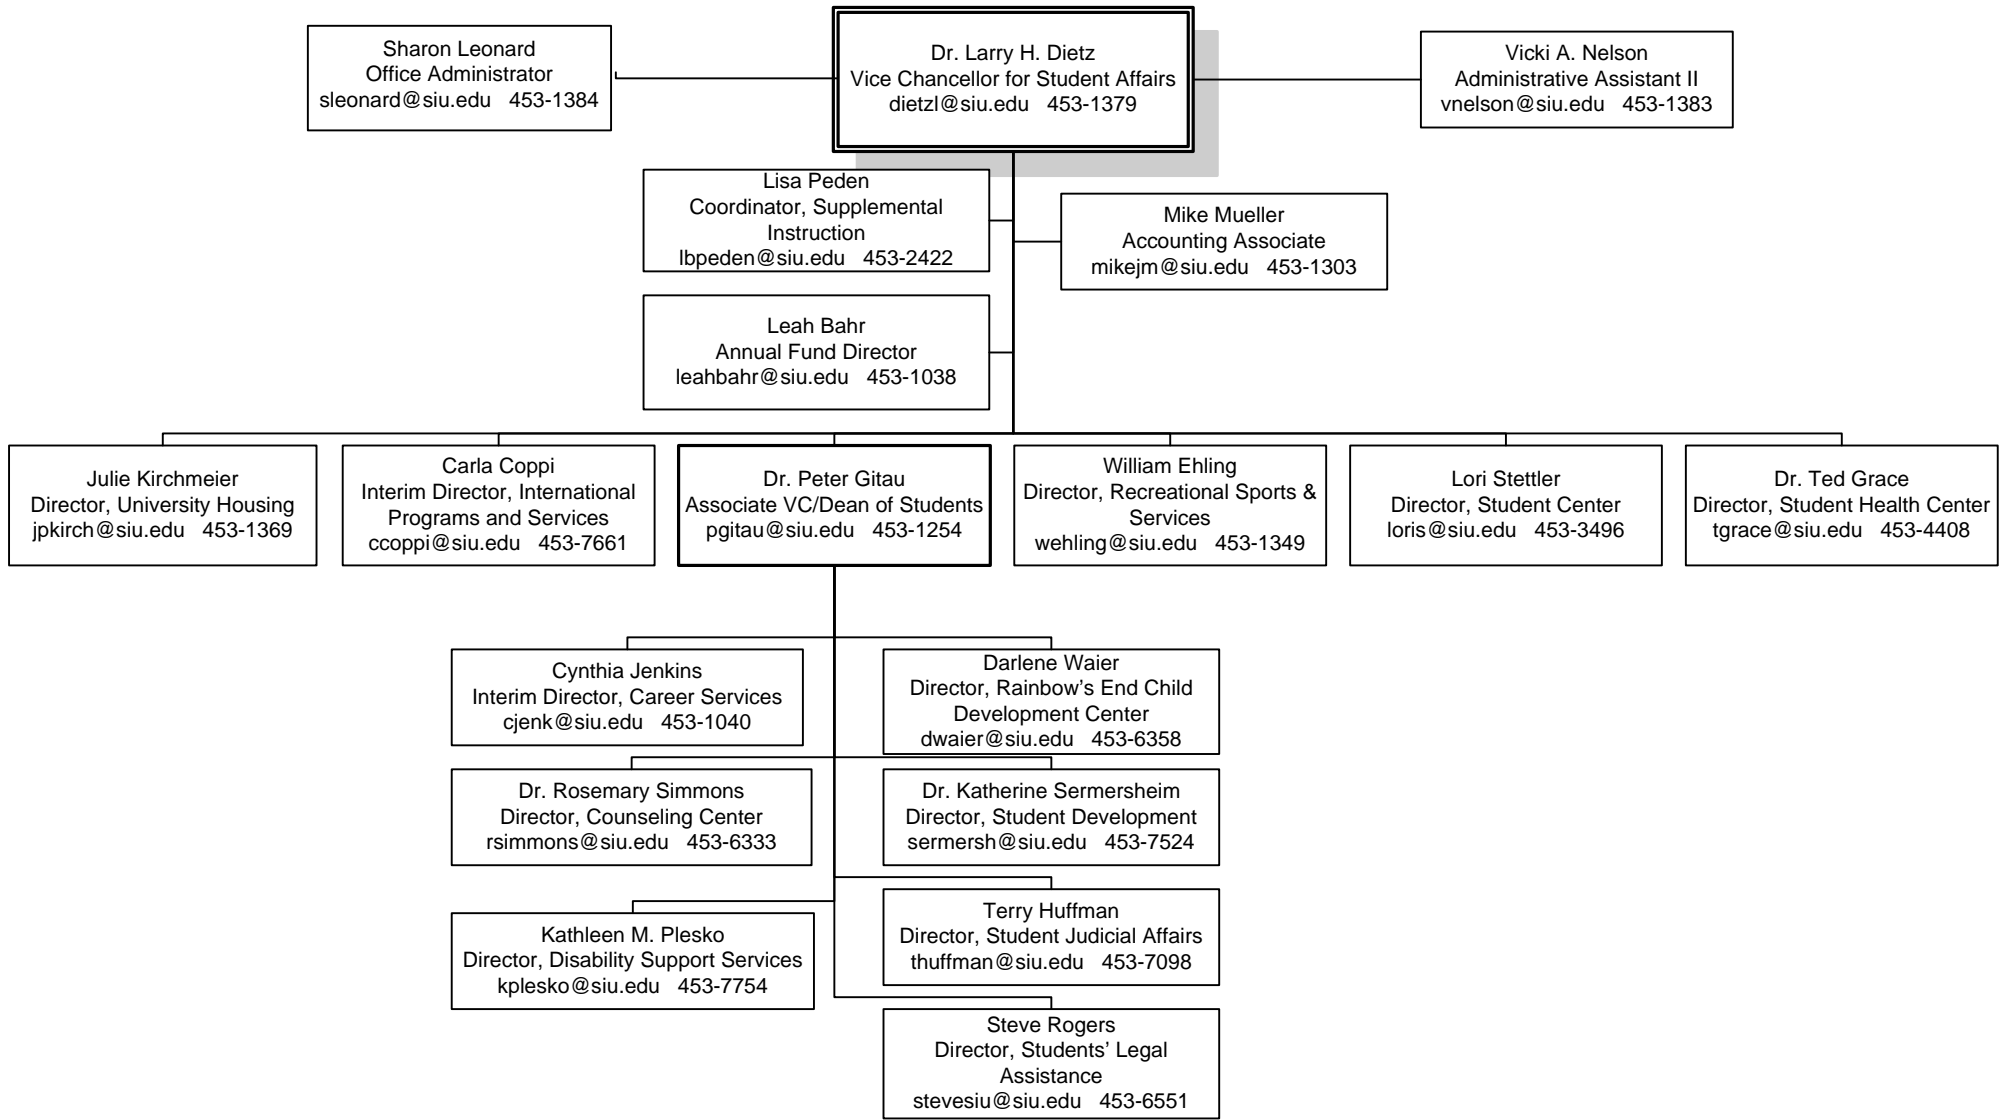 Sharon Leonard
Office Administrator
sleonard@siu.edu 453-1384
Dr. Larry H. Dietz
Vice Chancellor for Student Affairs
dietzl@siu.edu 453-1379
Vicki A. Nelson
Administrative Assistant II
vnelson@siu.edu 453-1383
Lisa Peden
Coordinator, Supplemental
Instruction
lbpeden@siu.edu 453-2422
Mike Mueller
Accounting Associate
mikejm@siu.edu 453-1303
Leah Bahr
Annual Fund Director
leahbahr@siu.edu 453-1038
Julie Kirchmeier
Director, University Housing
jpkirch@siu.edu 453-1369
Carla Coppi
Interim Director, International
Programs and Services
ccoppi@siu.edu 453-7661
Dr. Peter Gitau
Associate VC/Dean of Students
pgitau@siu.edu 453-1254
William Ehling
Director, Recreational Sports &
Services
wehling@siu.edu 453-1349
Lori Stettler
Director, Student Center
loris@siu.edu 453-3496
Dr. Ted Grace
Director, Student Health Center
tgrace@siu.edu 453-4408
Cynthia Jenkins
Interim Director, Career Services
cjenk@siu.edu 453-1040
Darlene Waier
Director, Rainbow’s End Child
Development Center
dwaier@siu.edu 453-6358
Dr. Rosemary Simmons
Director, Counseling Center
rsimmons@siu.edu 453-6333
Dr. Katherine Sermersheim
Director, Student Development
sermersh@siu.edu 453-7524
Kathleen M. Plesko
Director, Disability Support Services
kplesko@siu.edu 453-7754
Terry Huffman
Director, Student Judicial Affairs
thuffman@siu.edu 453-7098
Steve Rogers
Director, Students’ Legal
Assistance
stevesiu@siu.edu 453-6551